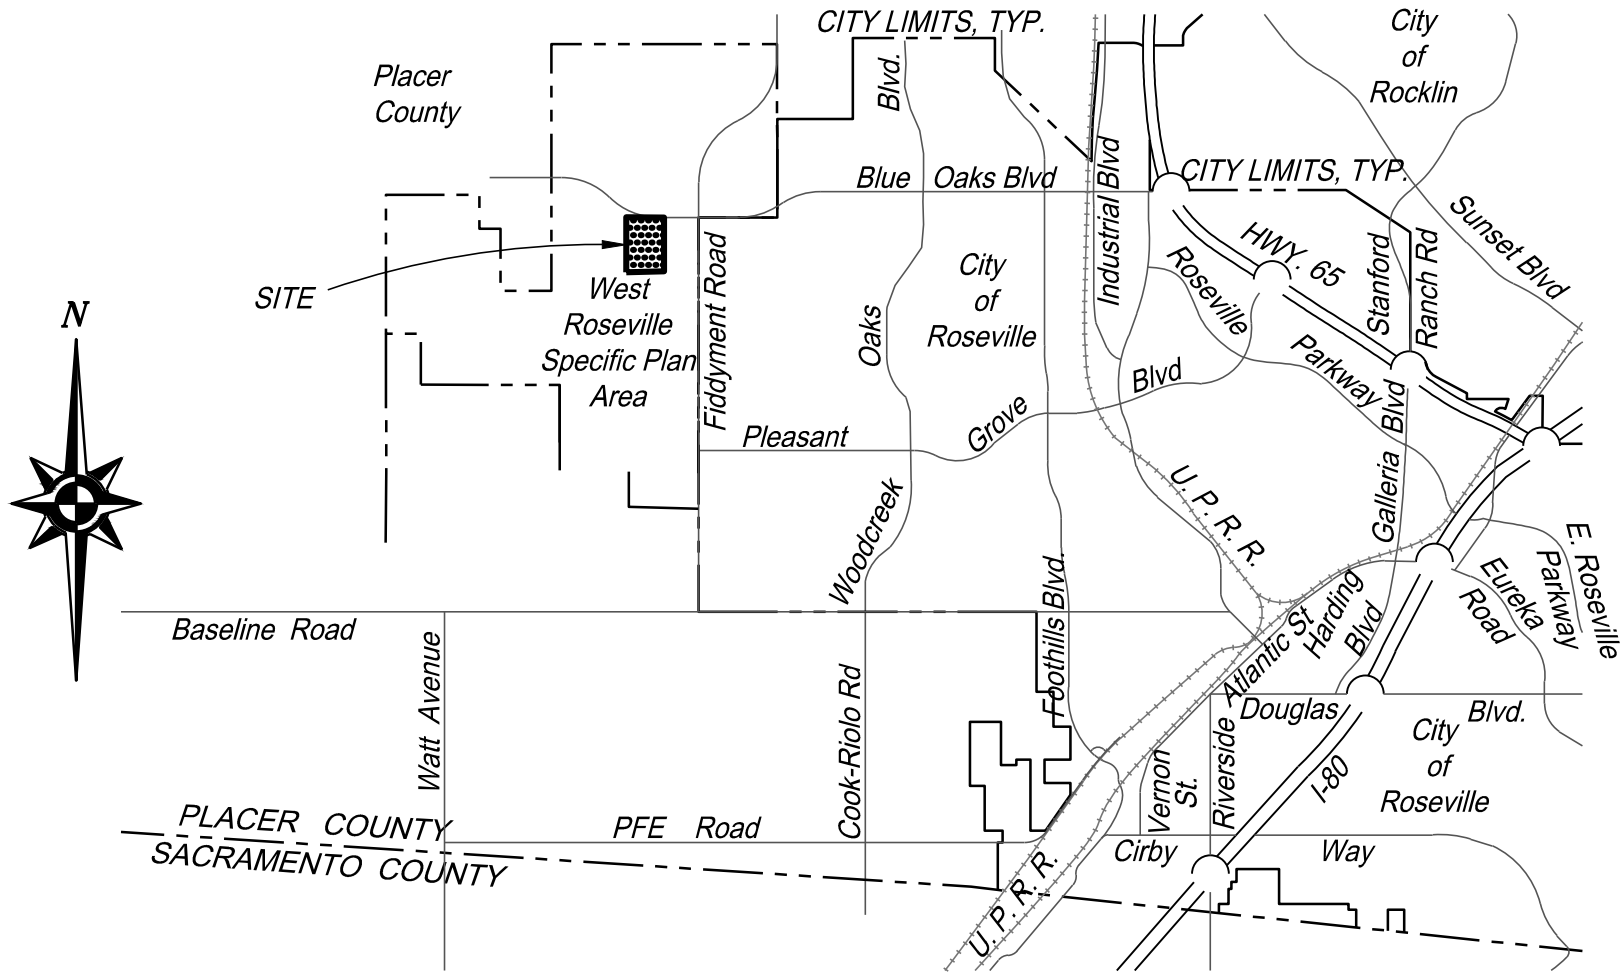 CITY LIMITS, TYP.
City
of
Rocklin
Placer
County
Blvd.
Industrial Blvd
CITY LIMITS, TYP.
Blue Oaks Blvd
Sunset Blvd
HWY. 65
Stanford
Ranch Rd
Roseville
Parkway
SITE
West
Roseville
Specific Plan
Area
Fiddyment Road
City
of
Roseville
Oaks
N
Blvd
Grove
Pleasant
Galleria Blvd
Woodcreek
U. P. R. R.
E. Roseville
Parkway
Eureka
Road
Foothills Blvd.
Harding
Blvd
Atlantic St
Baseline Road
Watt Avenue
Cook-Riolo Rd
Douglas
Blvd.
City
of
Roseville
Riverside
Vernon
St.
I-80
PLACER COUNTY
SACRAMENTO COUNTY
PFE Road
Cirby
Way
U. P. R. R.